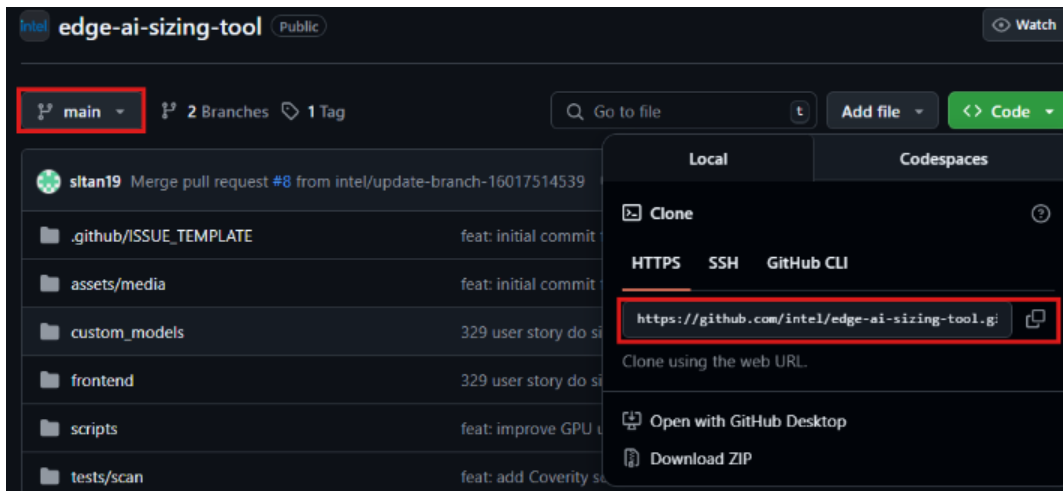 intel edge-ai-sizing-tool Public Watch
main 2 Branches 1 Tag Go to file t Add file <> Code
Local Codespaces
sltan19 Merge pull request #8 from intel/update-branch-16017514539
Clone
.github/ISSUE_TEMPLATE feat: initial commit
HTTPS SSH GitHub CLI
assets/media feat: initial commit
https://github.com/intel/edge-ai-sizing-tool.gi
custom_models 329 user story do si
Clone using the web URL.
frontend 329 user story do si
Open with GitHub Desktop
scripts feat: improve GPU
Download ZIP
tests/scan feat: add Coverity